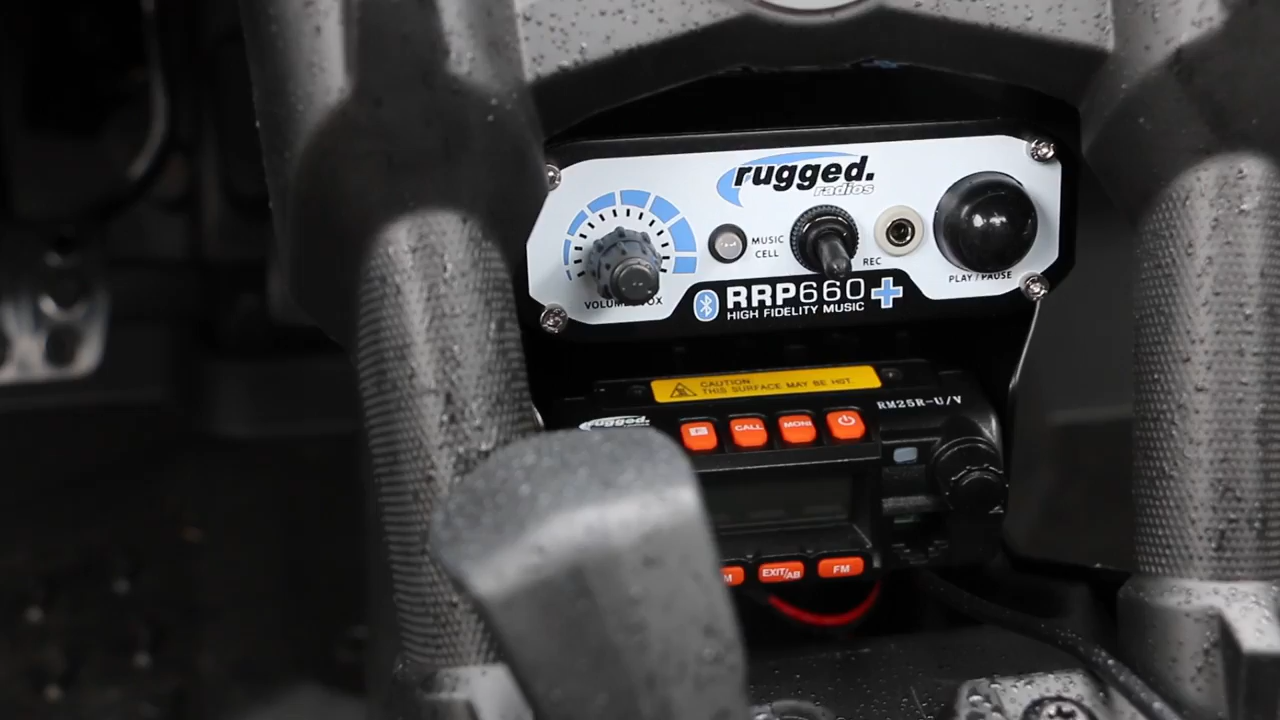 rugged.
radios
MUSIC
CELL
REC
VOLUME/VOX
PLAY / PAUSE
RRP660
HIGH FIDELITY MUSIC
CAUTION:
THIS SURFACE MAY BE HOT.
RM25R-U/V
rugged.
CALL
MONI
EXIT/AB
FM